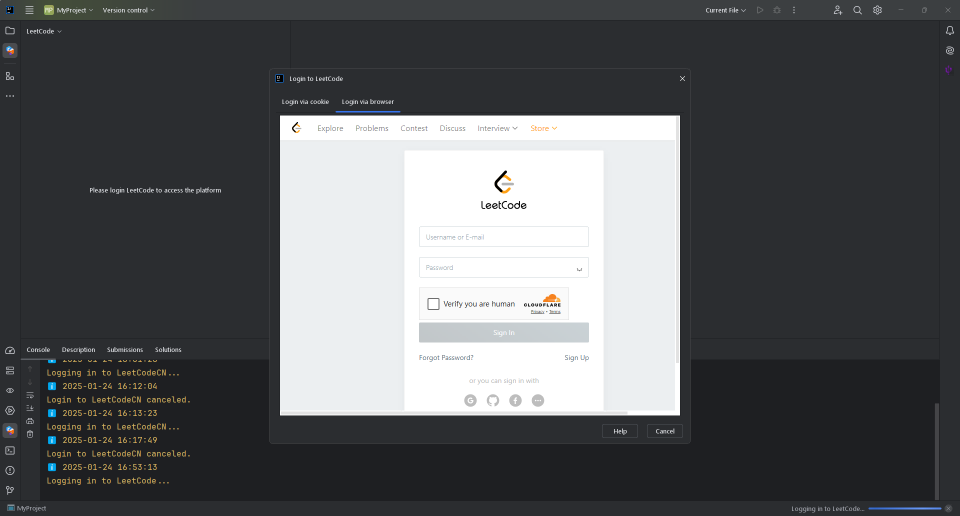 MP MyProject Version control Current File
LeetCode
Login to LeetCode
Login via cookie Login via browser
Explore Problems Contest Discuss Interview Store
LeetCode
Please login LeetCode to access the platform
Username or E-mail
Password
Verify you are human
CLOUDFLARE
Privacy • Terms
Sign In
Forgot Password? Sign Up
or you can sign in with
Console Description Submissions Solutions
Logging in to LeetCodeCN...
2025-01-24 16:12:04
Login to LeetCodeCN canceled.
2025-01-24 16:13:23
Logging in to LeetCodeCN...
2025-01-24 16:17:49
Login to LeetCodeCN canceled.
2025-01-24 16:53:13
Logging in to LeetCode...
Help Cancel
MyProject Logging in to LeetCode...